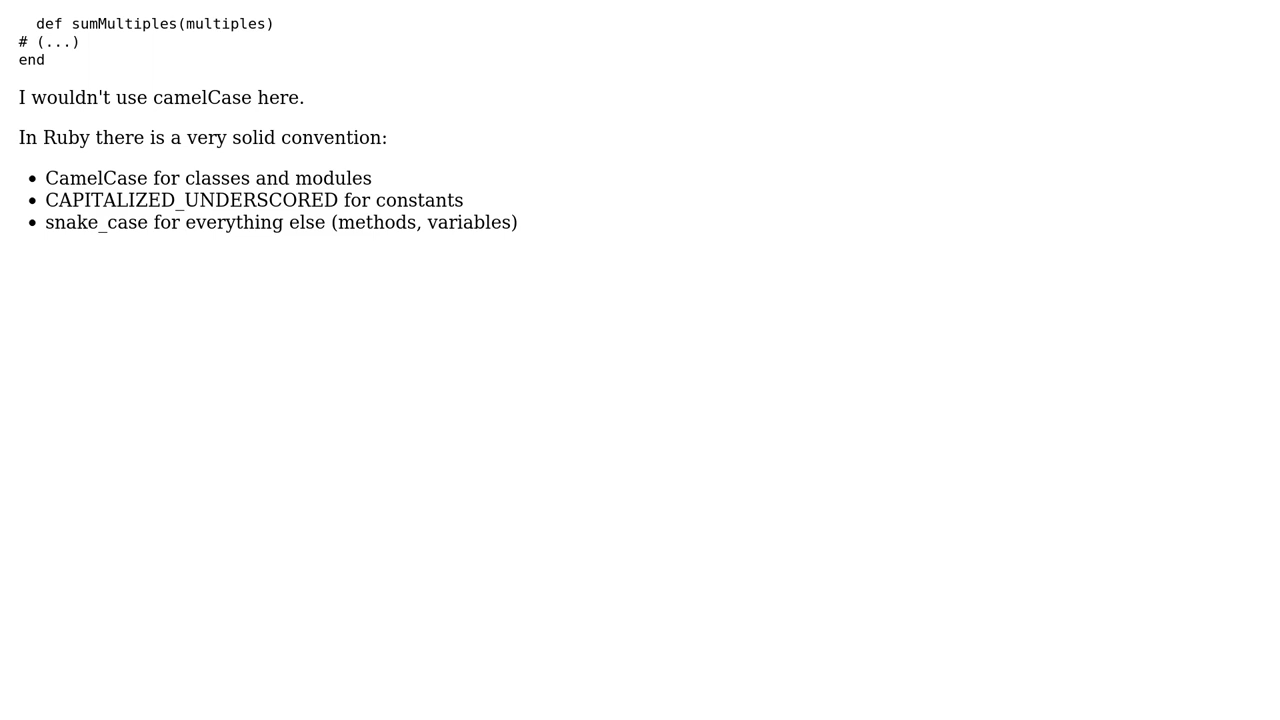 def sumMultiples(multiples)
# (...)
end
I wouldn't use camelCase here.
In Ruby there is a very solid convention:
• CamelCase for classes and modules
• CAPITALIZED_UNDERSCORED for constants
• snake_case for everything else (methods, variables)